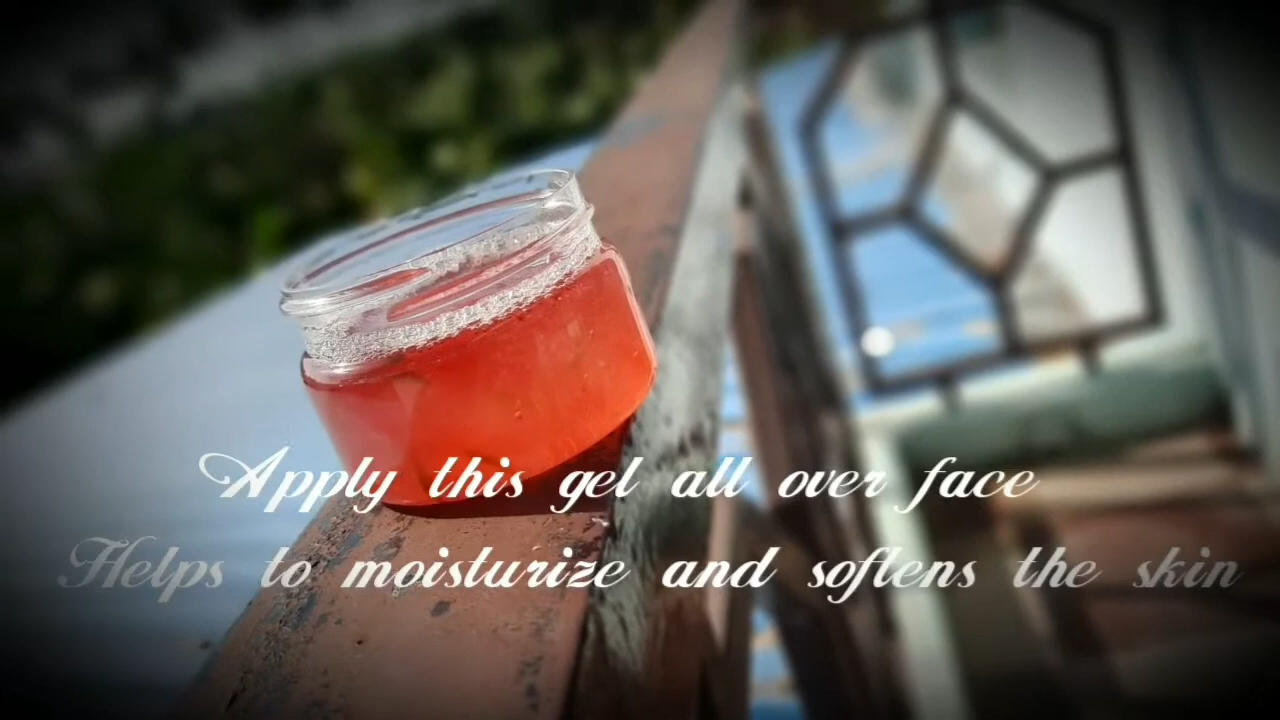 Apply this gel all over face
Helps to moisturize and softens the skin